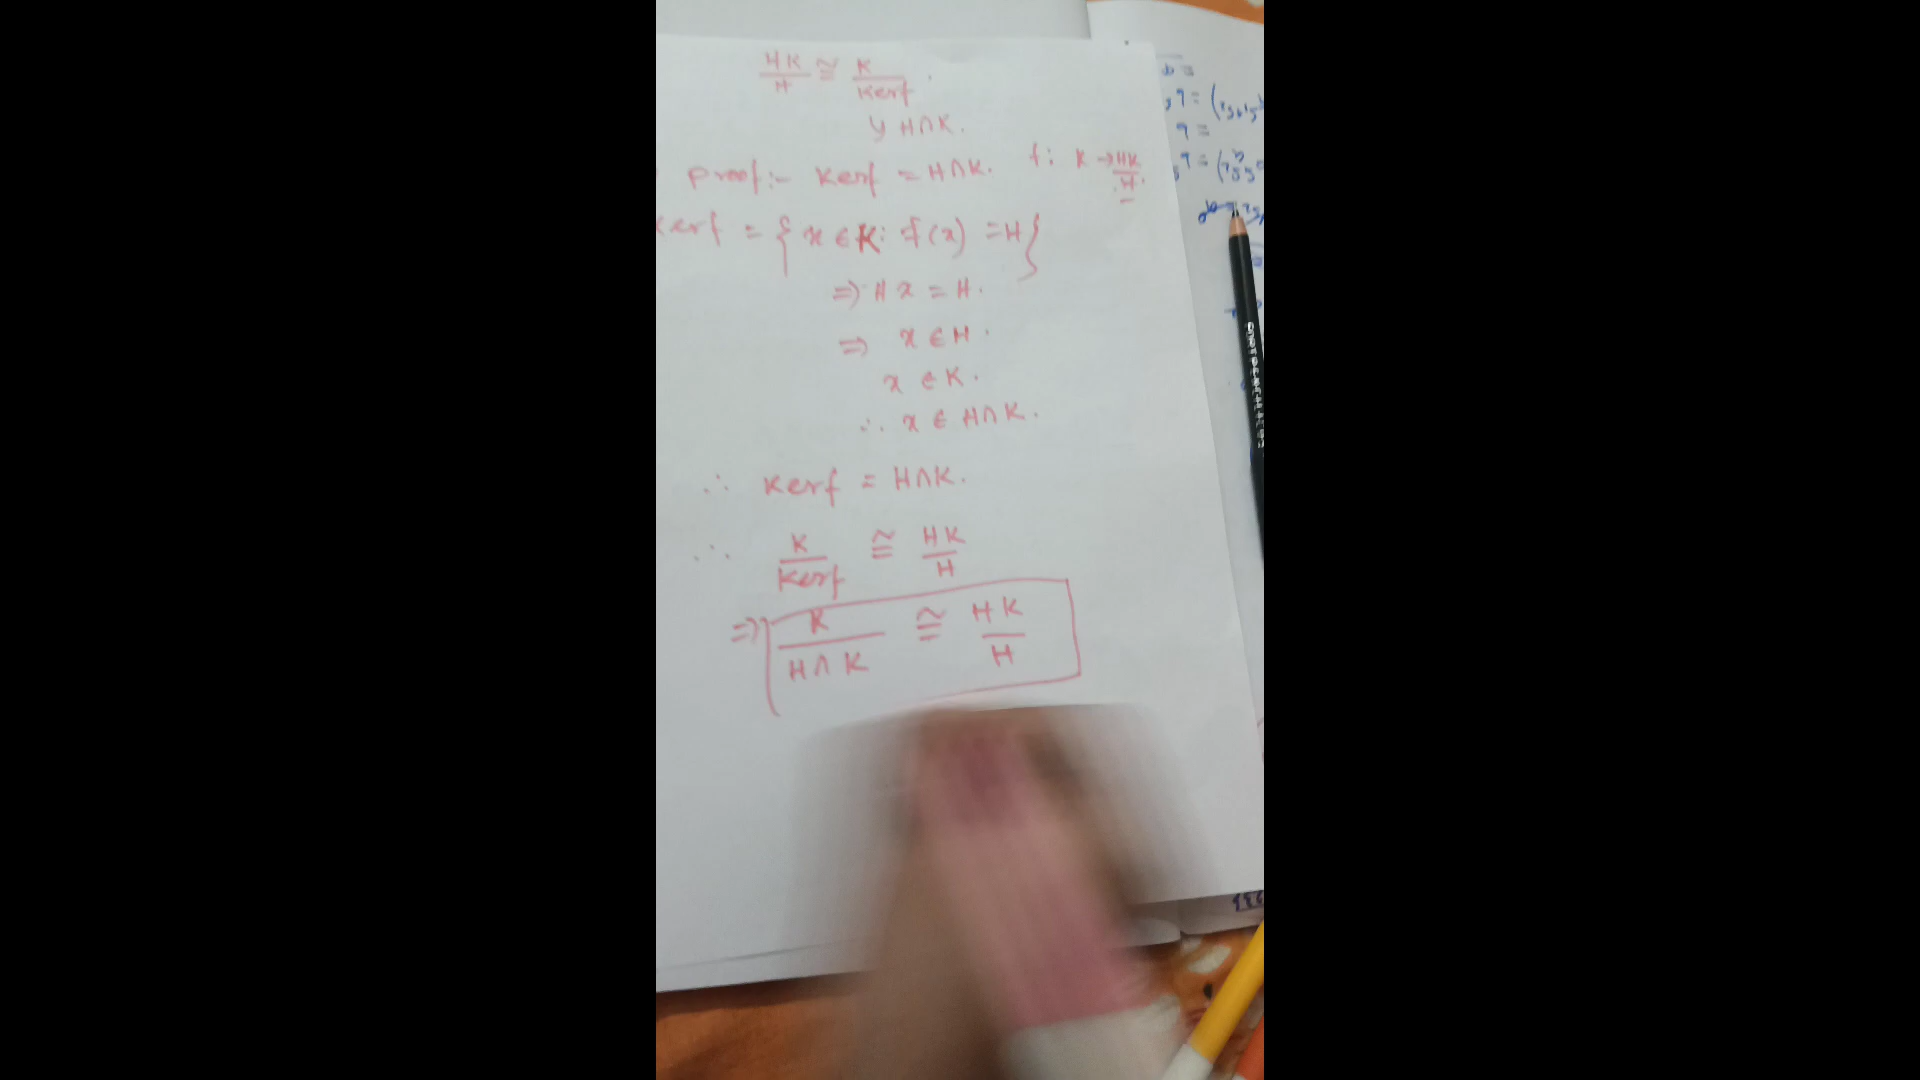 HK/H ≅ K/Kerf .
↳ H∩K.
Proof:- Kerf = H∩K. f: K → HK/H.
Kerf = { x ∈ K: f(x) = H }
⇒ Hx = H.
⇒ x ∈ H.
x ∈ K.
∴ x ∈ H∩K.
∴ Kerf = H∩K.
∴ K/Kerf ≅ HK/H
⇒ K/H∩K ≅ HK/H